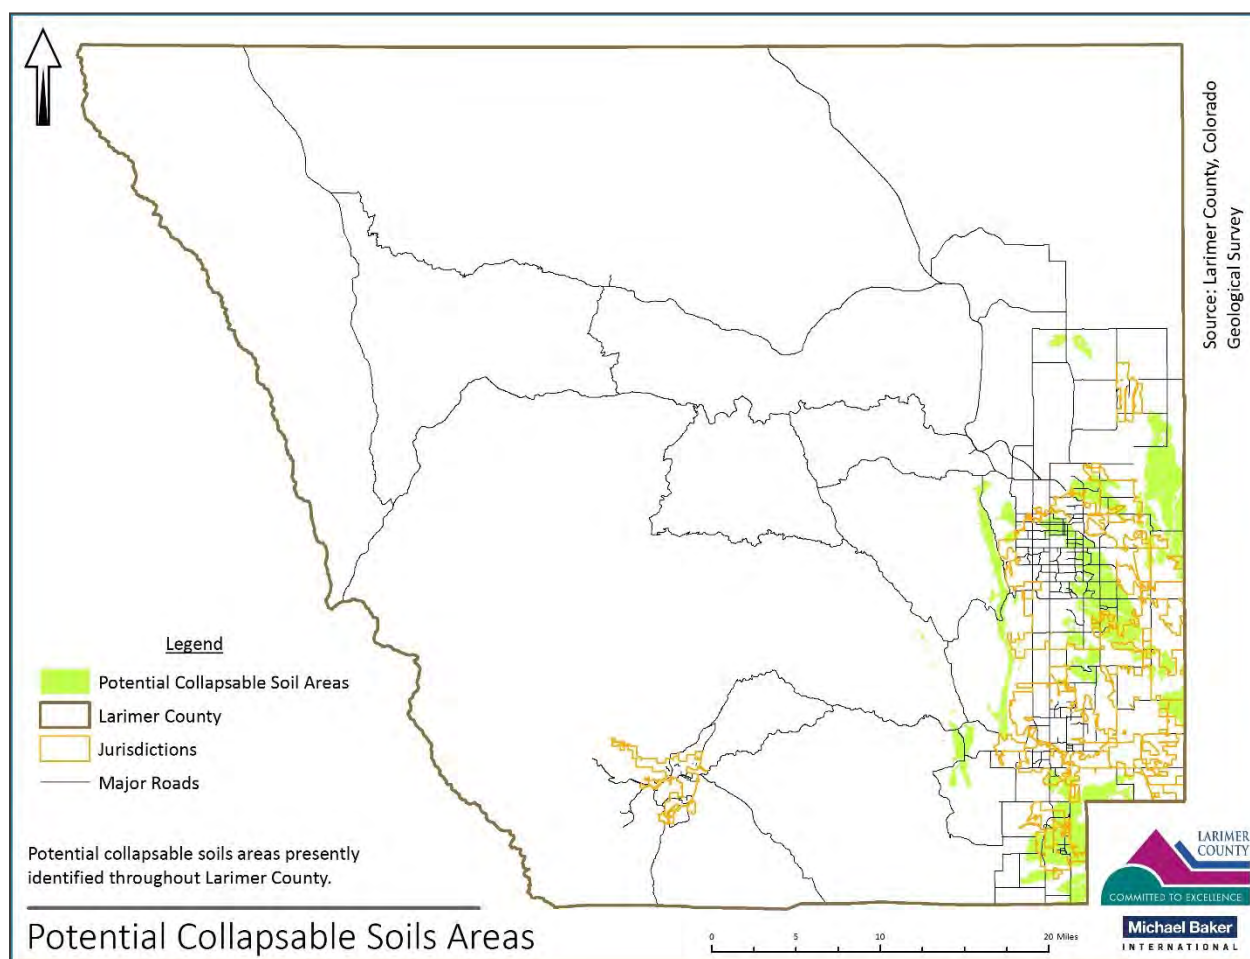 Source: Larimer County, Colorado
Geological Survey
Legend
Potential Collapsable Soil Areas
Larimer County
Jurisdictions
Major Roads
Potential collapsable soils areas presently
identified throughout Larimer County.
Potential Collapsable Soils Areas
0 5 10 20 Miles
LARIMER
COUNTY
COMMITTED TO EXCELLENCE
Michael Baker
INTERNATIONAL